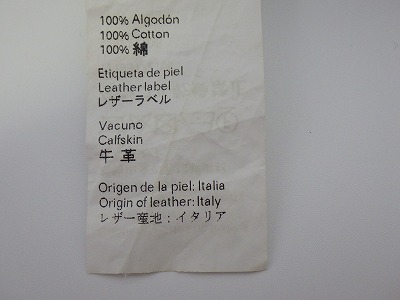 100% Algodón
100% Cotton
100% 綿
Etiqueta de piel
Leather label
レザーラベル
Vacuno
Calfskin
牛革
Origen de la piel: Italia
Origin of leather: Italy
レザー産地：イタリア